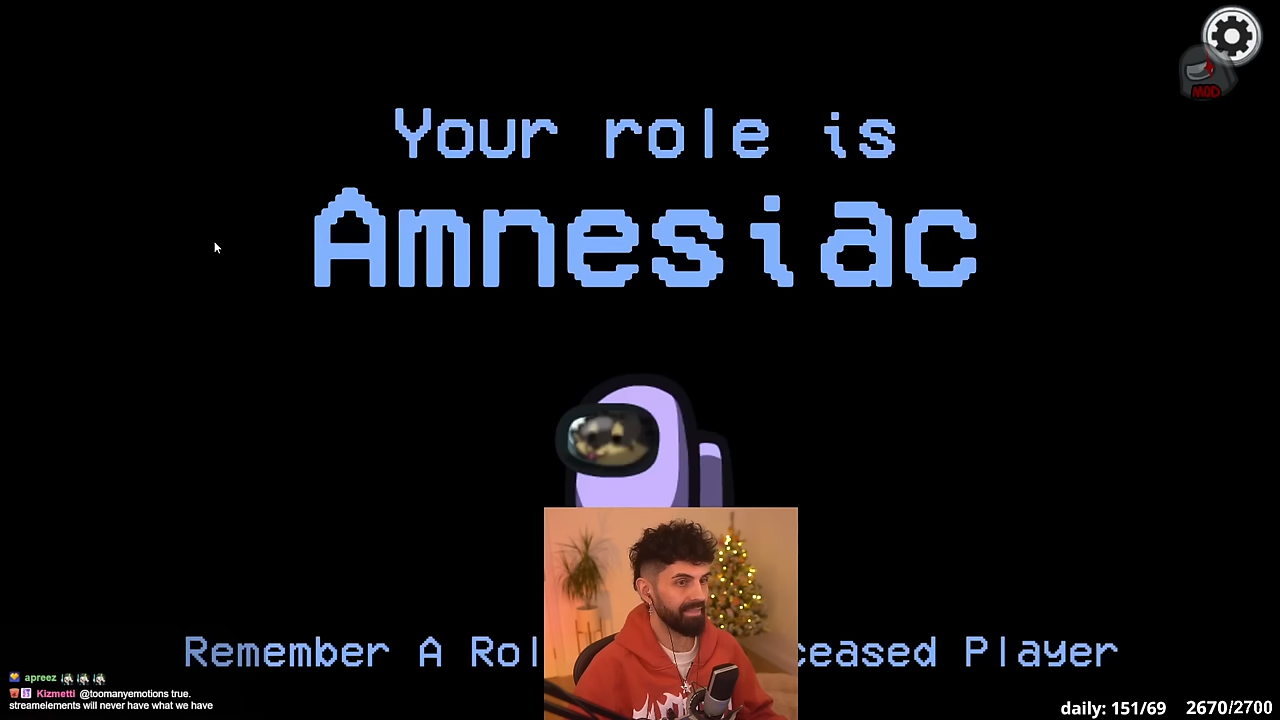 MOD
Your role is
Amnesiac
Remember A Rol ceased Player
apreez
Kizmetti @toomanyemotions true.
streamelements will never have what we have
daily: 151/69 2670/2700